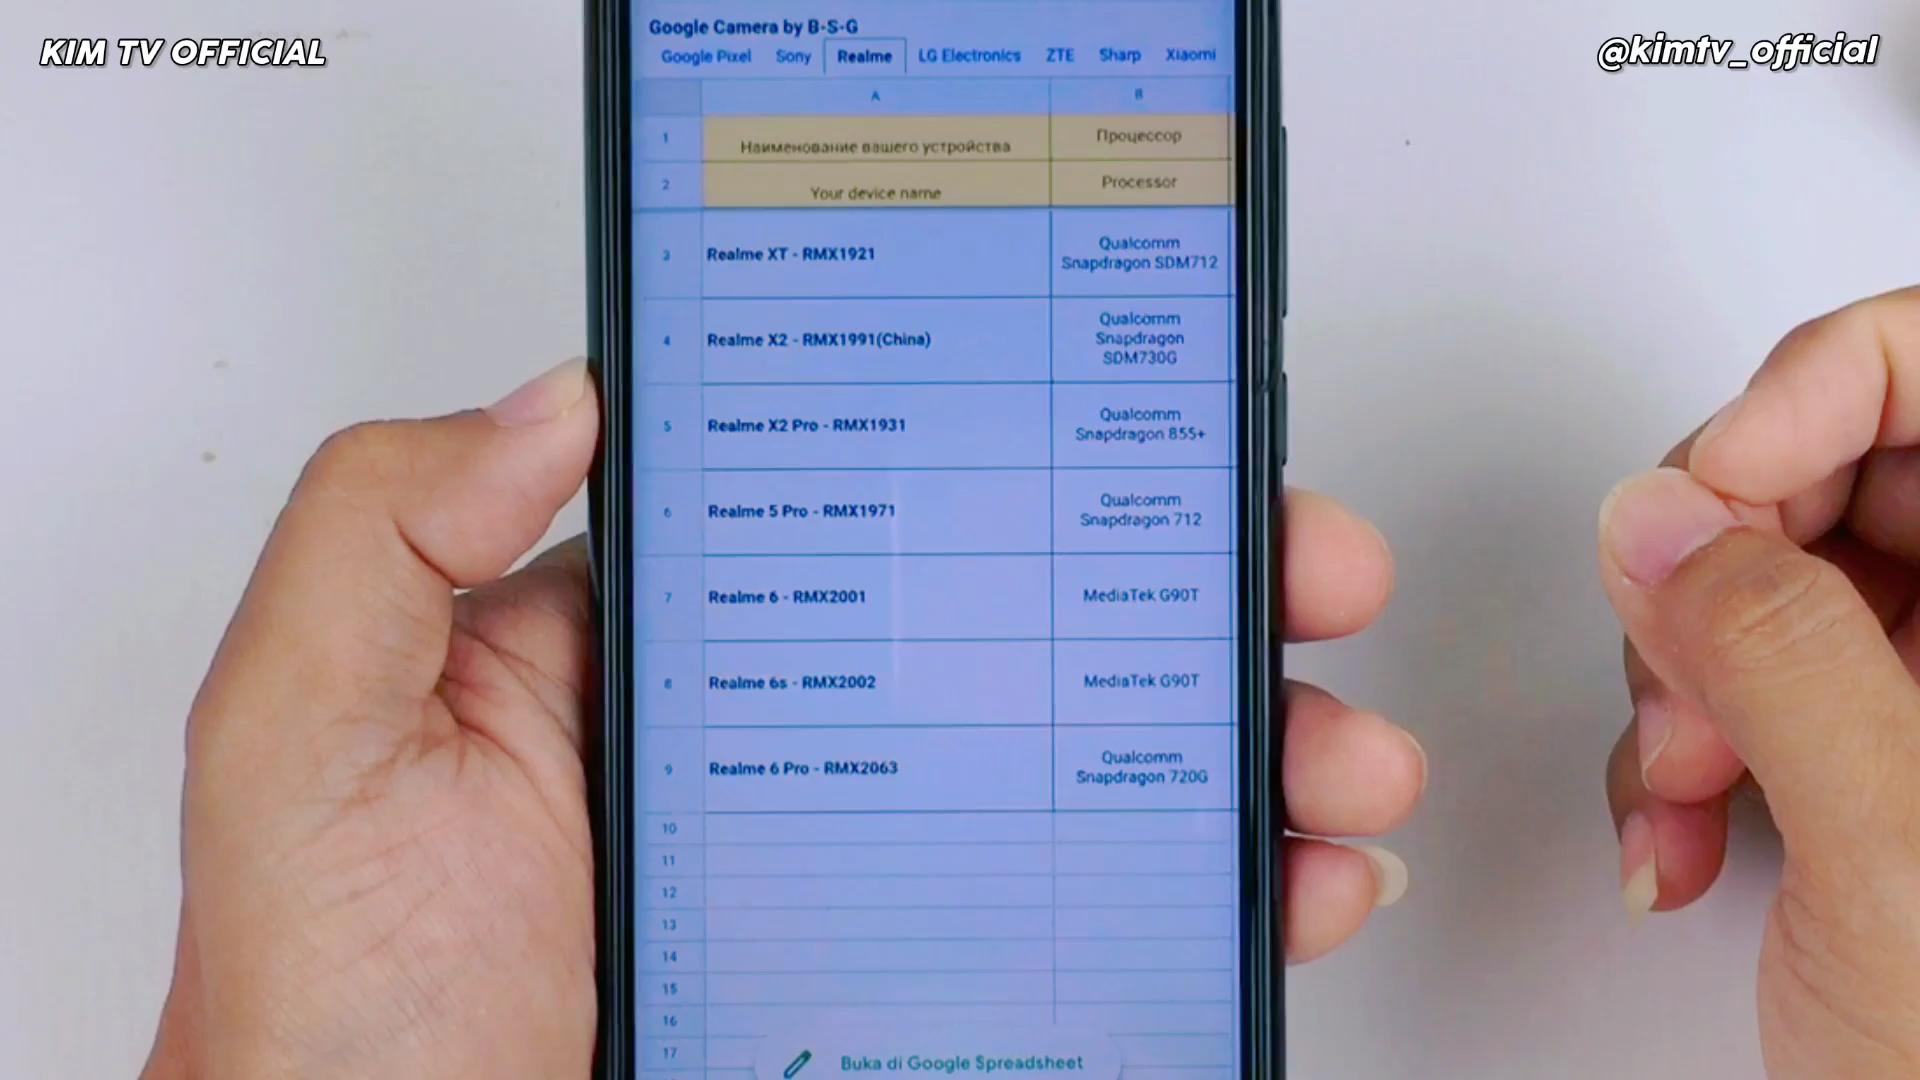 KIM TV OFFICIAL
@kimtv_official
Google Camera by B-S-G
Google Pixel Sony Realme LG Electronics ZTE Sharp Xiaomi
A B
1 Наименование вашего устройства Процессор
2 Your device name Processor
3 Realme XT - RMX1921 Qualcomm
Snapdragon SDM712
4 Realme X2 - RMX1991(China) Qualcomm
Snapdragon
SDM730G
5 Realme X2 Pro - RMX1931 Qualcomm
Snapdragon 855+
6 Realme 5 Pro - RMX1971 Qualcomm
Snapdragon 712
7 Realme 6 - RMX2001 MediaTek G90T
8 Realme 6s - RMX2002 MediaTek G90T
9 Realme 6 Pro - RMX2063 Qualcomm
Snapdragon 720G
10
11
12
13
14
15
16
17
Buka di Google Spreadsheet